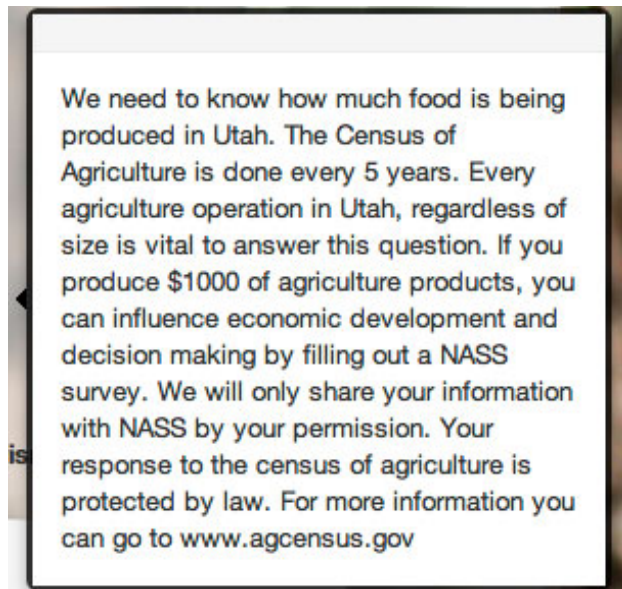 We need to know how much food is being
produced in Utah. The Census of
Agriculture is done every 5 years. Every
agriculture operation in Utah, regardless of
size is vital to answer this question. If you
produce $1000 of agriculture products, you
can influence economic development and
decision making by filling out a NASS
survey. We will only share your information
with NASS by your permission. Your
response to the census of agriculture is
protected by law. For more information you
can go to www.agcensus.gov